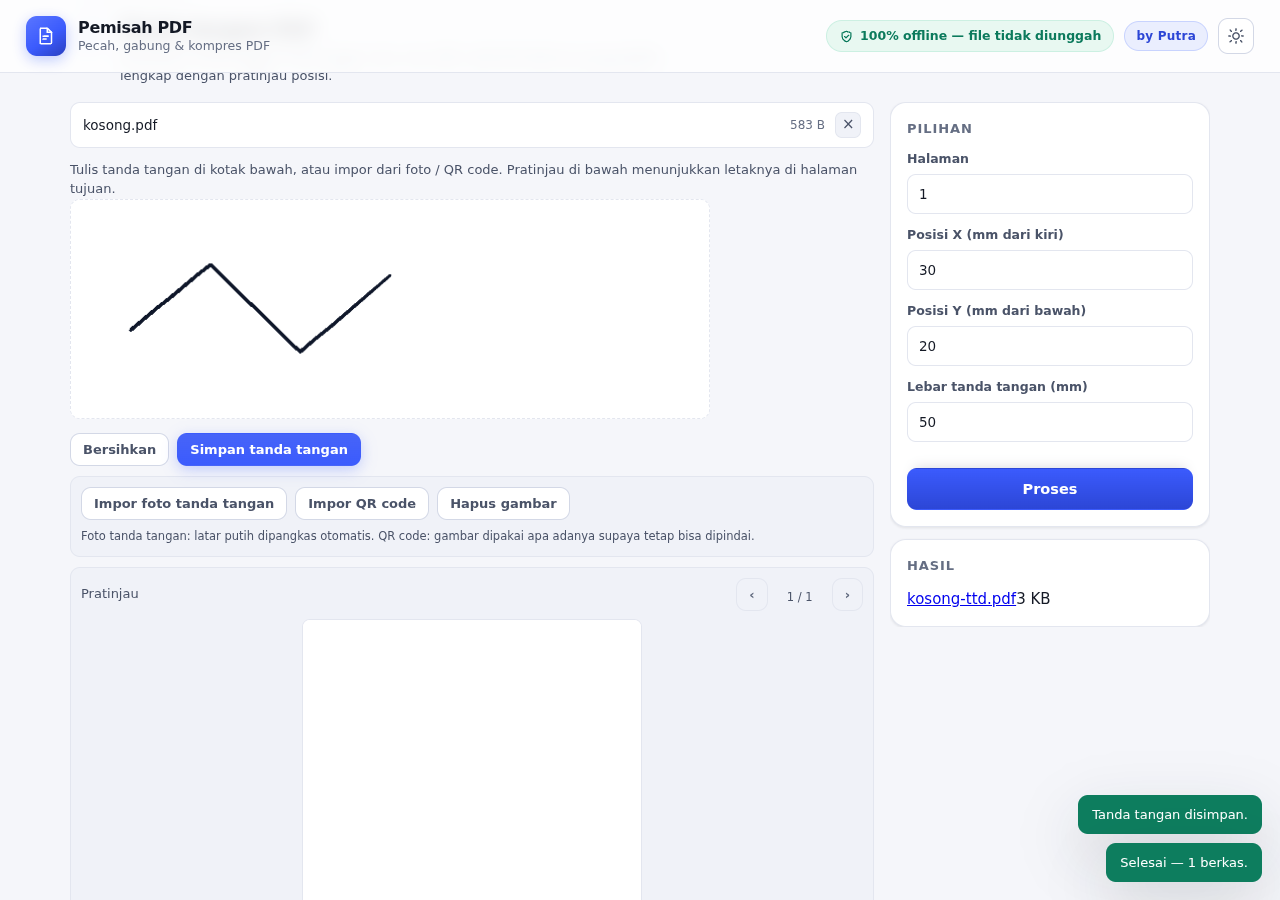 Pemisah PDF
Pecah, gabung & kompres PDF
100% offline — file tidak diunggah
by Putra
lengkap dengan pratinjau posisi.
kosong.pdf
583 B
×
Tulis tanda tangan di kotak bawah, atau impor dari foto / QR code. Pratinjau di bawah menunjukkan letaknya di halaman
tujuan.
Bersihkan
Simpan tanda tangan
Impor foto tanda tangan
Impor QR code
Hapus gambar
Foto tanda tangan: latar putih dipangkas otomatis. QR code: gambar dipakai apa adanya supaya tetap bisa dipindai.
Pratinjau
‹
1 / 1
›
PILIHAN
Halaman
1
Posisi X (mm dari kiri)
30
Posisi Y (mm dari bawah)
20
Lebar tanda tangan (mm)
50
Proses
HASIL
kosong-ttd.pdf3 KB
Tanda tangan disimpan.
Selesai — 1 berkas.